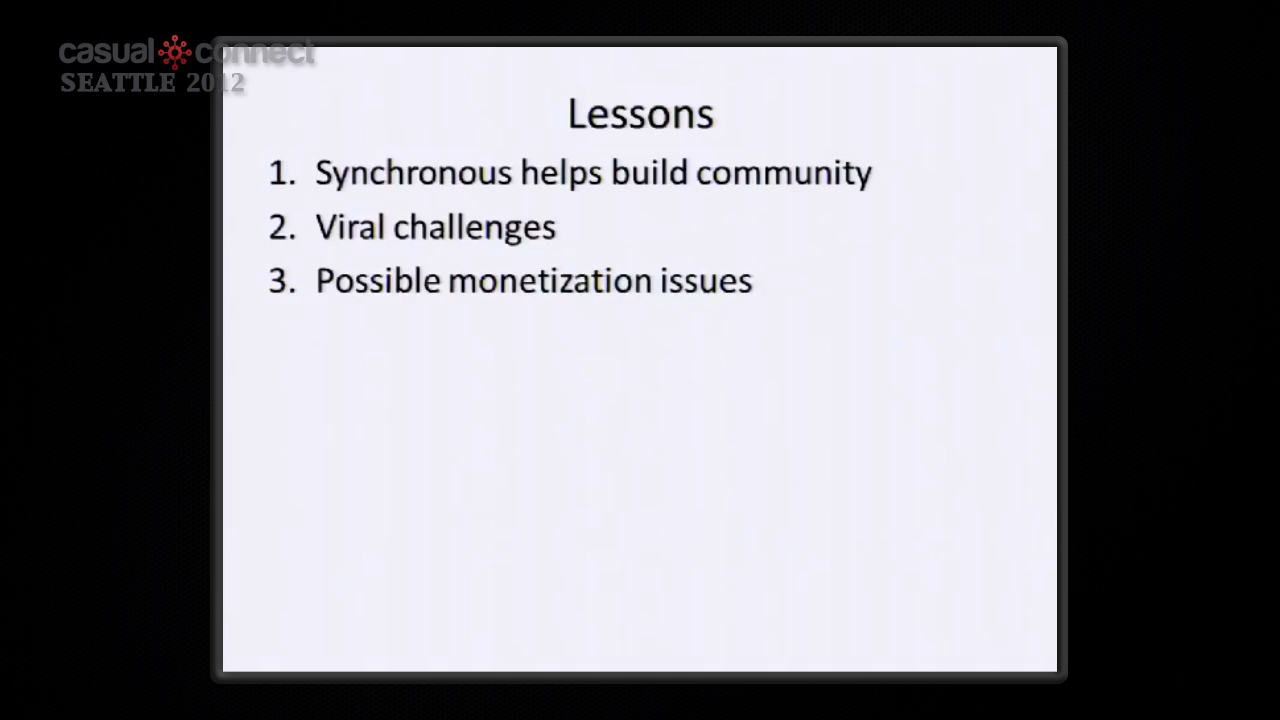 casual connect
SEATTLE 2012
Lessons
1. Synchronous helps build community
2. Viral challenges
3. Possible monetization issues